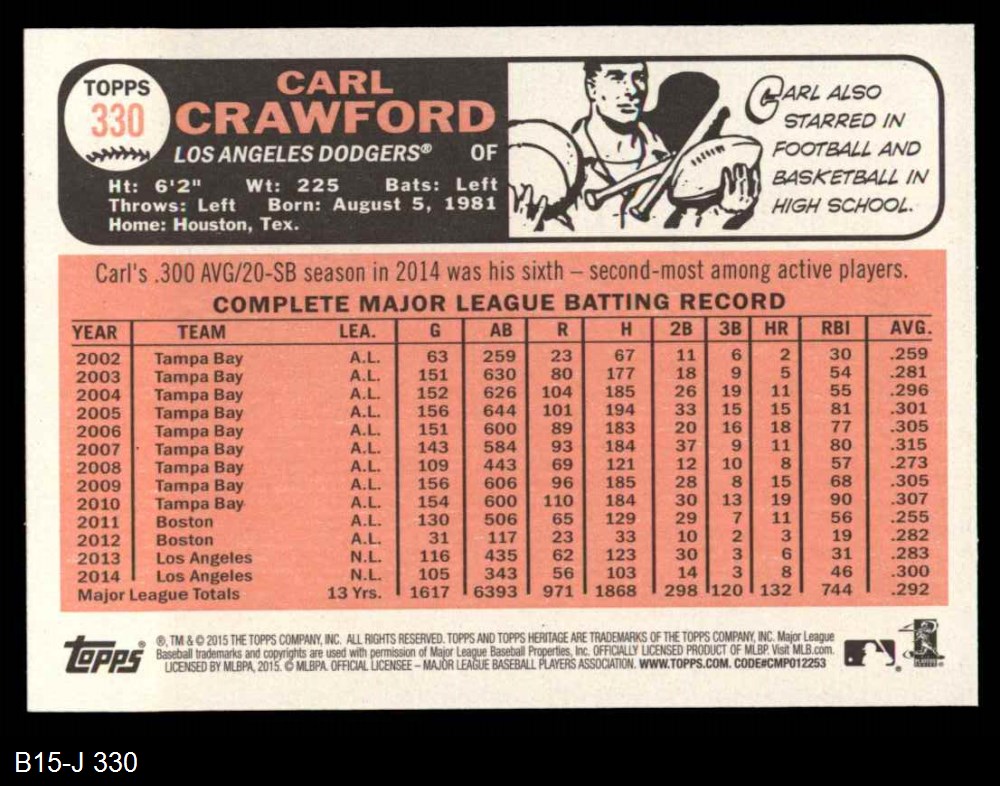 TOPPS
330
CARL
CRAWFORD
LOS ANGELES DODGERS® OF
Ht: 6'2" Wt: 225 Bats: Left
Throws: Left Born: August 5, 1981
Home: Houston, Tex.
CARL ALSO
STARRED IN
FOOTBALL AND
BASKETBALL IN
HIGH SCHOOL.
Carl's .300 AVG/20-SB season in 2014 was his sixth – second-most among active players.
COMPLETE MAJOR LEAGUE BATTING RECORD
YEAR TEAM LEA. G AB R H 2B 3B HR RBI AVG.
2002 Tampa Bay A.L. 63 259 23 67 11 6 2 30 .259
2003 Tampa Bay A.L. 151 630 80 177 18 9 5 54 .281
2004 Tampa Bay A.L. 152 626 104 185 26 19 11 55 .296
2005 Tampa Bay A.L. 156 644 101 194 33 15 15 81 .301
2006 Tampa Bay A.L. 151 600 89 183 20 16 18 77 .305
2007 Tampa Bay A.L. 143 584 93 184 37 9 11 80 .315
2008 Tampa Bay A.L. 109 443 69 121 12 10 8 57 .273
2009 Tampa Bay A.L. 156 606 96 185 28 8 15 68 .305
2010 Tampa Bay A.L. 154 600 110 184 30 13 19 90 .307
2011 Boston A.L. 130 506 65 129 29 7 11 56 .255
2012 Boston A.L. 31 117 23 33 10 2 3 19 .282
2013 Los Angeles N.L. 116 435 62 123 30 3 6 31 .283
2014 Los Angeles N.L. 105 343 56 103 14 3 8 46 .300
Major League Totals 13 Yrs. 1617 6393 971 1868 298 120 132 744 .292
Topps®
®, TM & © 2015 THE TOPPS COMPANY, INC. ALL RIGHTS RESERVED. TOPPS AND TOPPS HERITAGE ARE TRADEMARKS OF THE TOPPS COMPANY, INC. Major League
Baseball trademarks and copyrights are used with permission of Major League Baseball Properties, Inc. OFFICIALLY LICENSED PRODUCT OF MLBP. Visit MLB.com.
LICENSED BY MLBPA, 2015. © MLBPA. OFFICIAL LICENSEE – MAJOR LEAGUE BASEBALL PLAYERS ASSOCIATION. WWW.TOPPS.COM. CODE#CMP012253
B15-J 330